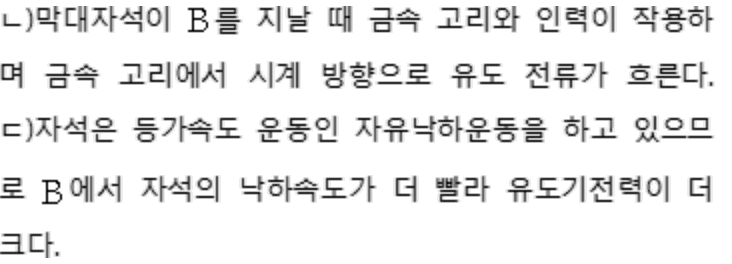 ㄴ)막대자석이 B를 지날 때 금속 고리와 인력이 작용하
며 금속 고리에서 시계 방향으로 유도 전류가 흐른다.
ㄷ)자석은 등가속도 운동인 자유낙하운동을 하고 있으므
로 B에서 자석의 낙하속도가 더 빨라 유도기전력이 더
크다.